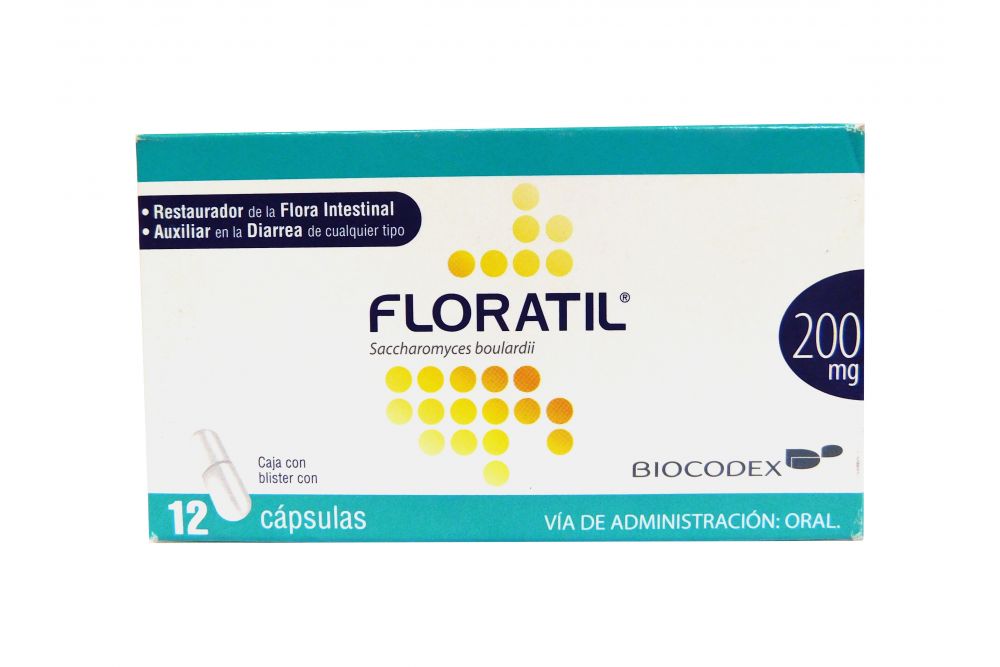 • Restaurador de la Flora Intestinal
• Auxiliar en la Diarrea de cualquier tipo
FLORATIL®
Saccharomyces boulardii
200
mg
Caja con
blister con
BIOCODEX
12 cápsulas
VÍA DE ADMINISTRACIÓN: ORAL.